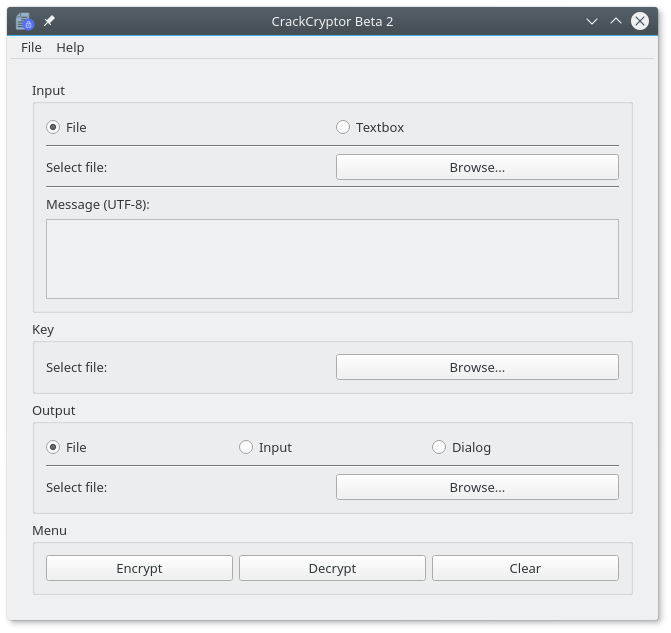 CrackCryptor Beta 2
File Help
Input
File Textbox
Select file: Browse...
Message (UTF-8):
Key
Select file: Browse...
Output
File Input Dialog
Select file: Browse...
Menu
Encrypt Decrypt Clear